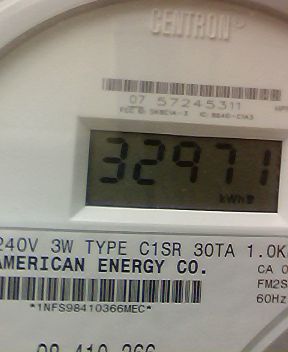 CENTRON
07 57245311
32971
kWh
240V 3W TYPE C1SR 30TA 1.0K
AMERICAN ENERGY CO.
CA 0
FM2S
60Hz
*1NFS98410366MEC*